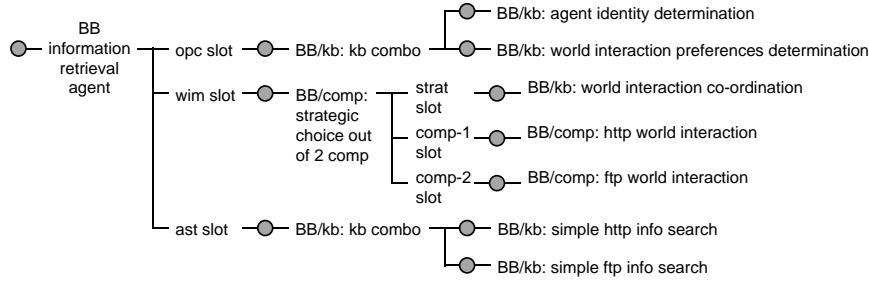 BB
information
retrieval
agent
opc slot
BB/kb: kb combo
BB/kb: agent identity determination
BB/kb: world interaction preferences determination
wim slot
BB/comp:
strategic
choice out
of 2 comp
strat
slot
BB/kb: world interaction co-ordination
comp-1
slot
BB/comp: http world interaction
comp-2
slot
BB/comp: ftp world interaction
ast slot
BB/kb: kb combo
BB/kb: simple http info search
BB/kb: simple ftp info search